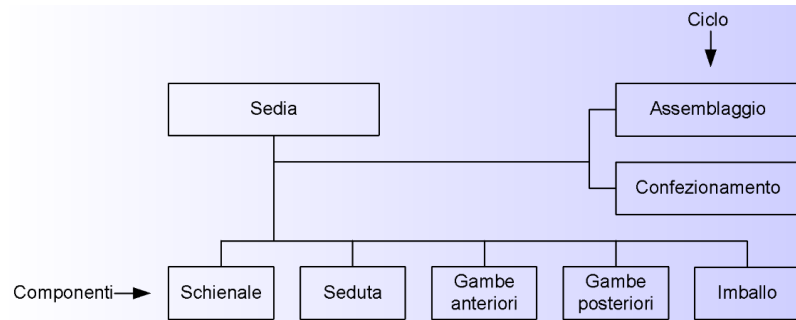 Ciclo
Sedia
Assemblaggio
Confezionamento
Componenti
Schienale
Seduta
Gambe
anteriori
Gambe
posteriori
Imballo